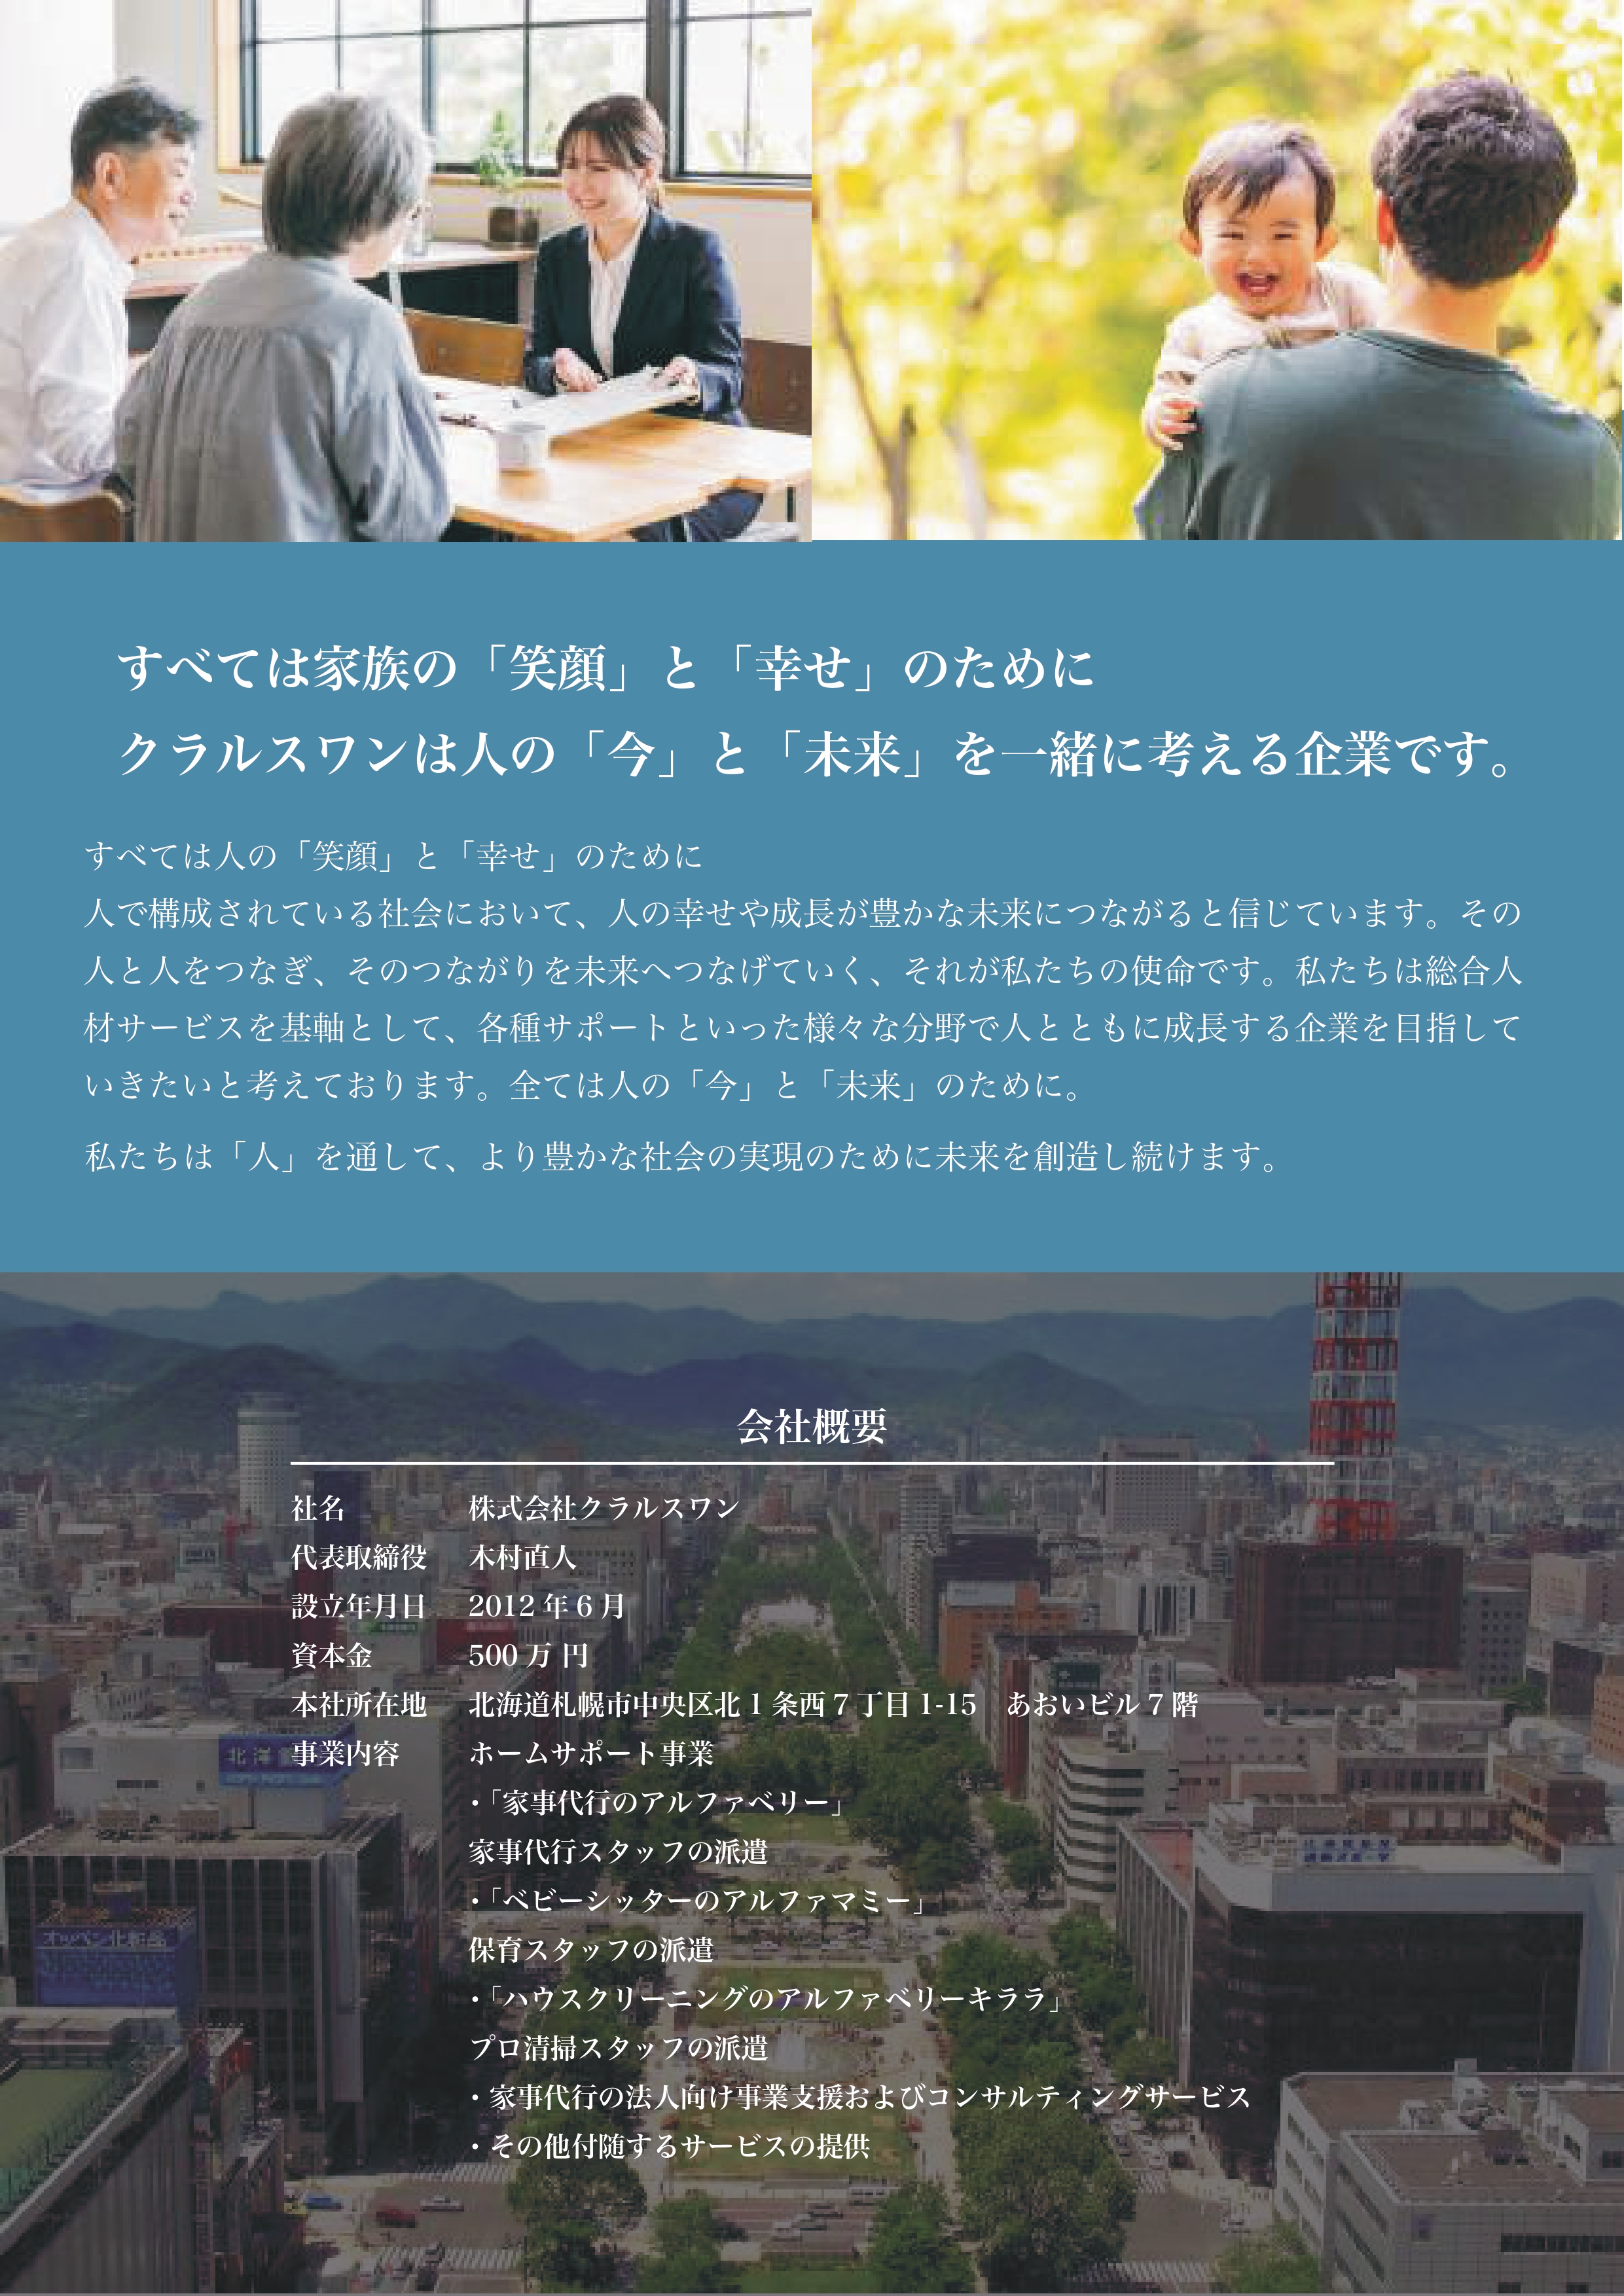 すべては家族の「笑顔」と「幸せ」のために
クラルスワンは人の「今」と「未来」を一緒に考える企業です。
すべては人の「笑顔」と「幸せ」のために
人で構成されている社会において、人の幸せや成長が豊かな未来につながると信じています。その
人と人をつなぎ、そのつながりを未来へつなげていく、それが私たちの使命です。私たちは総合人
材サービスを基軸として、各種サポートといった様々な分野で人とともに成長する企業を目指して
いきたいと考えております。全ては人の「今」と「未来」のために。
私たちは「人」を通して、より豊かな社会の実現のために未来を創造し続けます。
会社概要
社名 株式会社クラルスワン
代表取締役 木村直人
設立年月日 2012 年 6 月
資本金 500 万 円
本社所在地 北海道札幌市中央区北 1 条西 7 丁目 1-15　あおいビル 7 階
事業内容 ホームサポート事業
・「家事代行のアルファベリー」
家事代行スタッフの派遣
・「ベビーシッターのアルファマミー」
保育スタッフの派遣
・「ハウスクリーニングのアルファベリーキララ」
プロ清掃スタッフの派遣
・家事代行の法人向け事業支援およびコンサルティングサービス
・その他付随するサービスの提供
北洋
オッペン化粧品